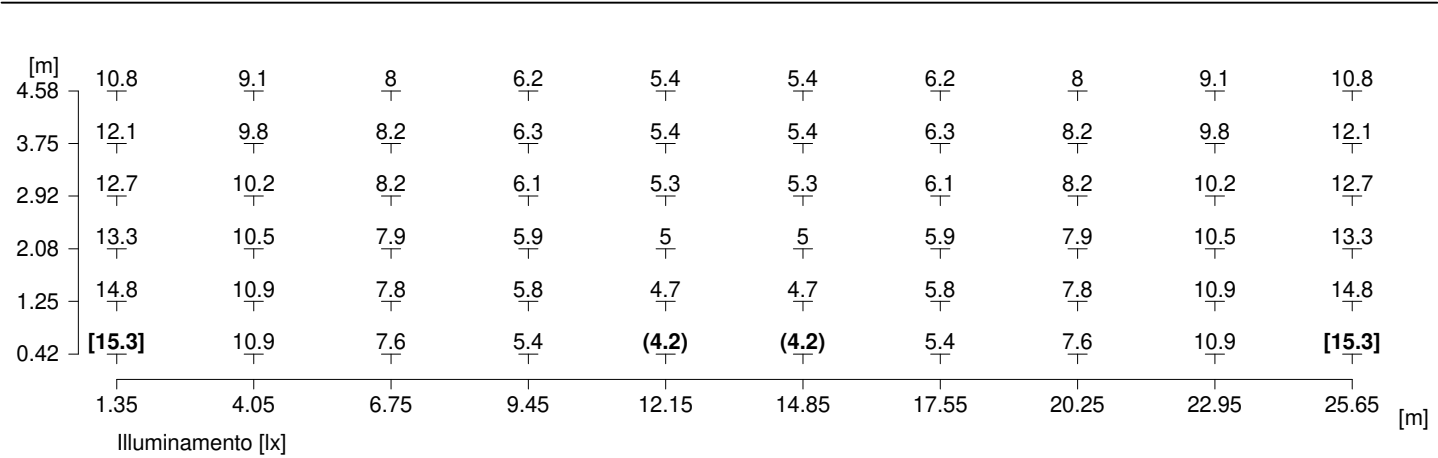 [m]
10.8 9.1 8 6.2 5.4 5.4 6.2 8 9.1 10.8
4.58
12.1 9.8 8.2 6.3 5.4 5.4 6.3 8.2 9.8 12.1
3.75
12.7 10.2 8.2 6.1 5.3 5.3 6.1 8.2 10.2 12.7
2.92
13.3 10.5 7.9 5.9 5 5 5.9 7.9 10.5 13.3
2.08
14.8 10.9 7.8 5.8 4.7 4.7 5.8 7.8 10.9 14.8
1.25
[15.3] 10.9 7.6 5.4 (4.2) (4.2) 5.4 7.6 10.9 [15.3]
0.42
1.35 4.05 6.75 9.45 12.15 14.85 17.55 20.25 22.95 25.65
[m]
Illuminamento [lx]